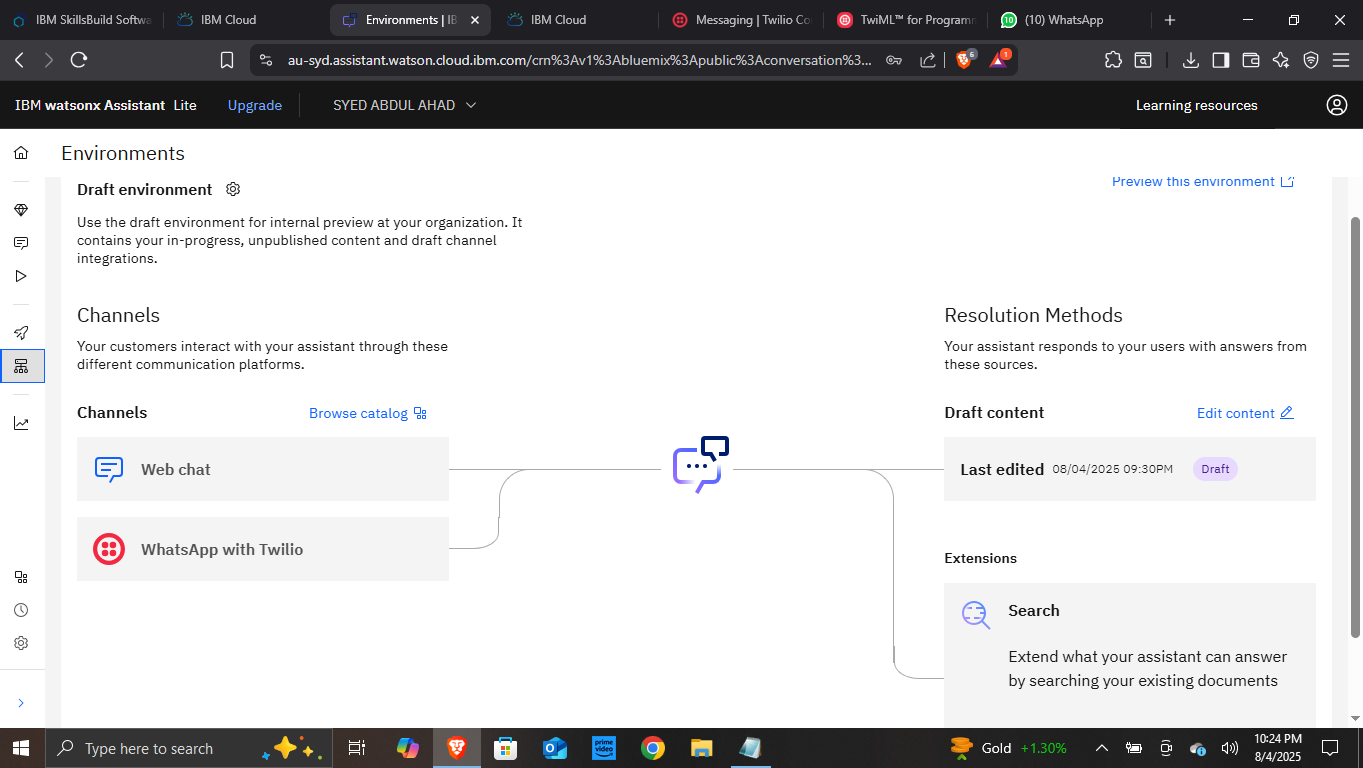 IBM SkillsBuild Softwa
IBM Cloud
Environments | IB
IBM Cloud
Messaging | Twilio Co
TwiML™ for Programm
(10) WhatsApp
au-syd.assistant.watson.cloud.ibm.com/crn%3Av1%3Abluemix%3Apublic%3Aconversation%3...
6
1
IBM watsonx Assistant Lite
Upgrade
SYED ABDUL AHAD
Learning resources
Environments
Draft environment
Preview this environment
Use the draft environment for internal preview at your organization. It
contains your in-progress, unpublished content and draft channel
integrations.
Channels
Your customers interact with your assistant through these
different communication platforms.
Resolution Methods
Your assistant responds to your users with answers from
these sources.
Channels
Browse catalog
Draft content
Edit content
Web chat
Last edited 08/04/2025 09:30PM Draft
WhatsApp with Twilio
Extensions
Search
Extend what your assistant can answer
by searching your existing documents
Type here to search
prime video
Gold +1.30%
10:24 PM
8/4/2025